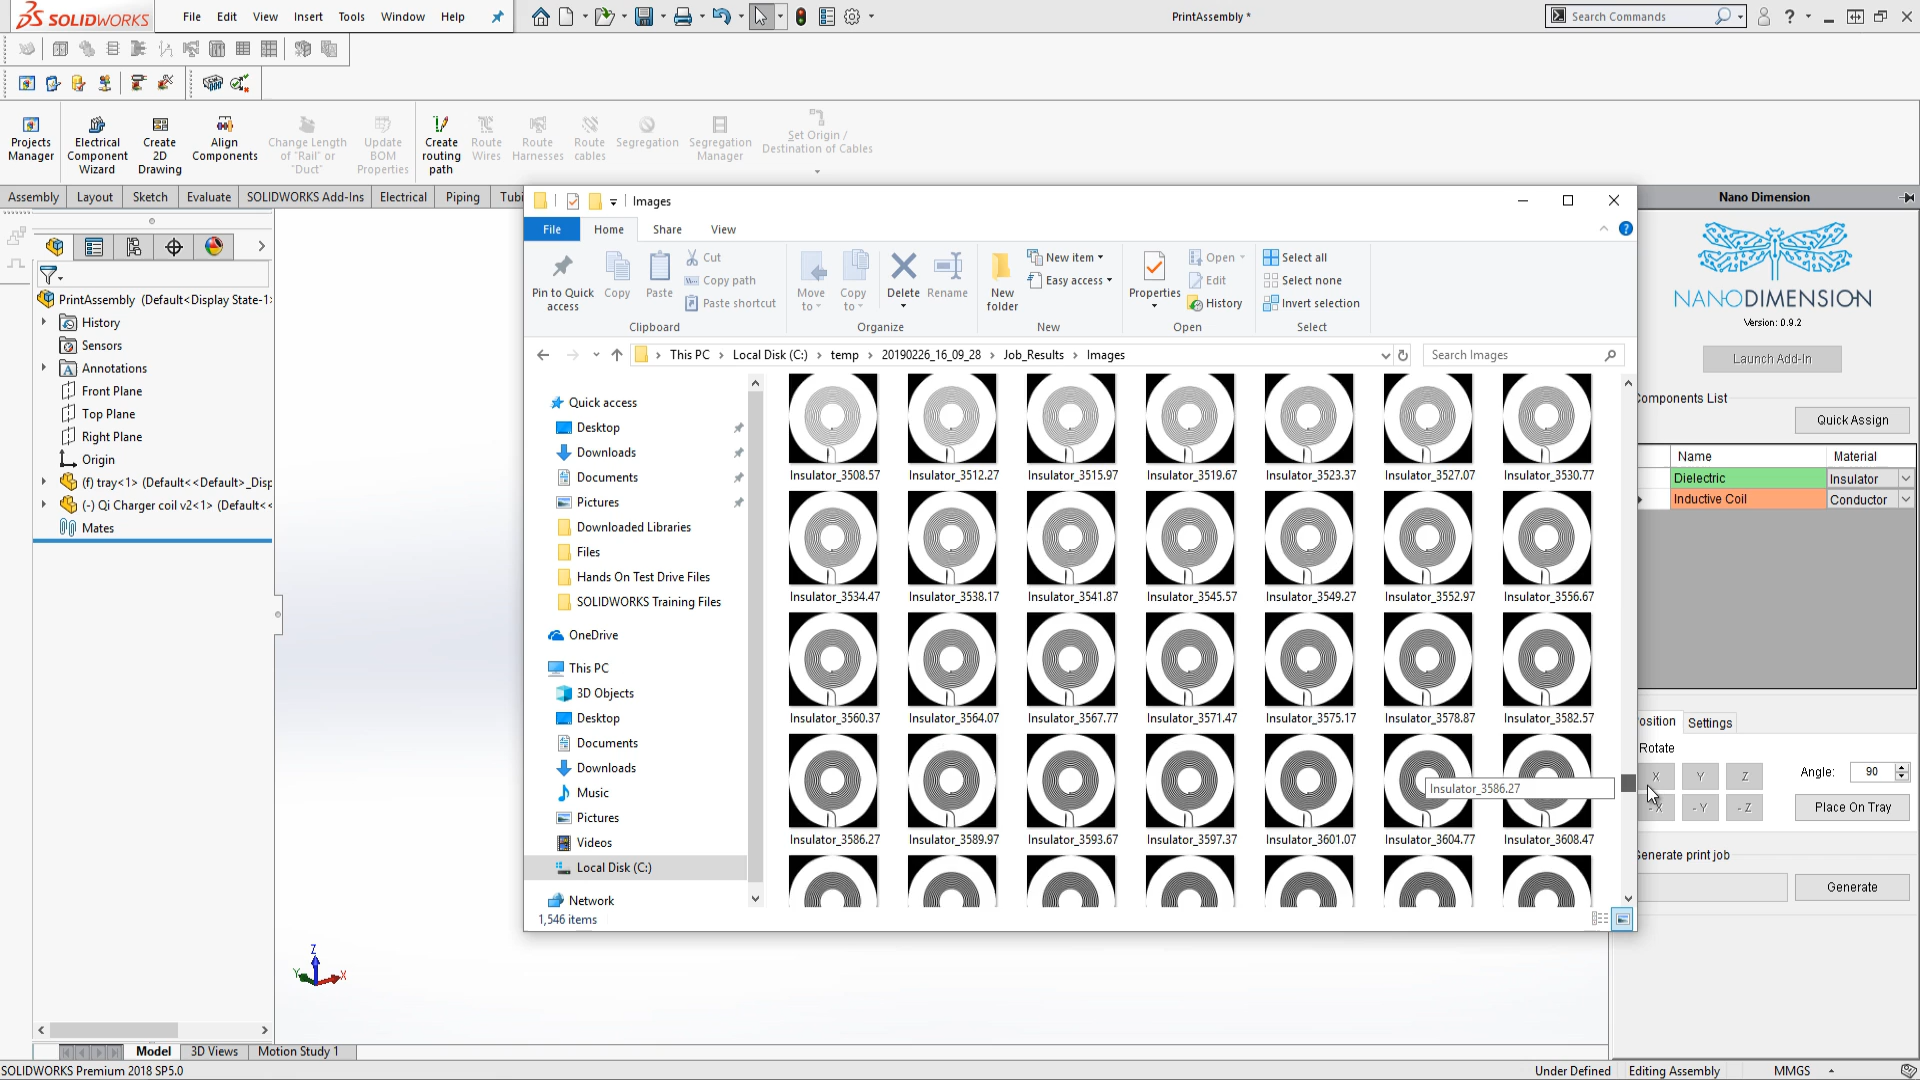 SOLIDWORKS File Edit View Insert Tools Window Help PrintAssembly * Search Commands
Projects Manager
Electrical Component Wizard
Create 2D Drawing
Align Components
Change Length of "Rail" or "Duct"
Update BOM Properties
Create routing path
Route Wires
Route Harnesses
Route cables
Segregation
Segregation Manager
Set Origin / Destination of Cables
Assembly Layout Sketch Evaluate SOLIDWORKS Add-Ins Electrical Piping Tubi
PrintAssembly (Default<Display State-1>
History
Sensors
Annotations
Front Plane
Top Plane
Right Plane
Origin
(f) tray<1> (Default<<Default>_Disp
(-) Qi Charger coil v2<1> (Default<<
Mates
Images
File Home Share View
Pin to Quick access
Copy
Paste
Cut
Copy path
Paste shortcut
Clipboard
Move to
Copy to
Delete
Rename
Organize
New folder
New item
Easy access
New
Properties
Open
Edit
History
Open
Select all
Select none
Invert selection
Select
This PC > Local Disk (C:) > temp > 20190226_16_09_28 > Job_Results > Images
Search Images
Quick access
Desktop
Downloads
Documents
Pictures
Downloaded Libraries
Files
Hands On Test Drive Files
SOLIDWORKS Training Files
OneDrive
This PC
3D Objects
Desktop
Documents
Downloads
Music
Pictures
Videos
Local Disk (C:)
Network
1,546 items
Insulator_3508.57 Insulator_3512.27 Insulator_3515.97 Insulator_3519.67 Insulator_3523.37 Insulator_3527.07 Insulator_3530.77
Insulator_3534.47 Insulator_3538.17 Insulator_3541.87 Insulator_3545.57 Insulator_3549.27 Insulator_3552.97 Insulator_3556.67
Insulator_3560.37 Insulator_3564.07 Insulator_3567.77 Insulator_3571.47 Insulator_3575.17 Insulator_3578.87 Insulator_3582.57
Insulator_3586.27
Insulator_3586.27 Insulator_3589.97 Insulator_3593.67 Insulator_3597.37 Insulator_3601.07 Insulator_3604.77 Insulator_3608.47
Nano Dimension
NANODIMENSION
Version: 0.9.2
Launch Add-In
omponents List
Quick Assign
Name Material
Dielectric Insulator
Inductive Coil Conductor
osition Settings
Rotate
X Y Z Angle: 90
-X -Y -Z Place On Tray
enerate print job
Generate
Z
Y
X
Model 3D Views Motion Study 1
SOLIDWORKS Premium 2018 SP5.0 Under Defined Editing Assembly MMGS